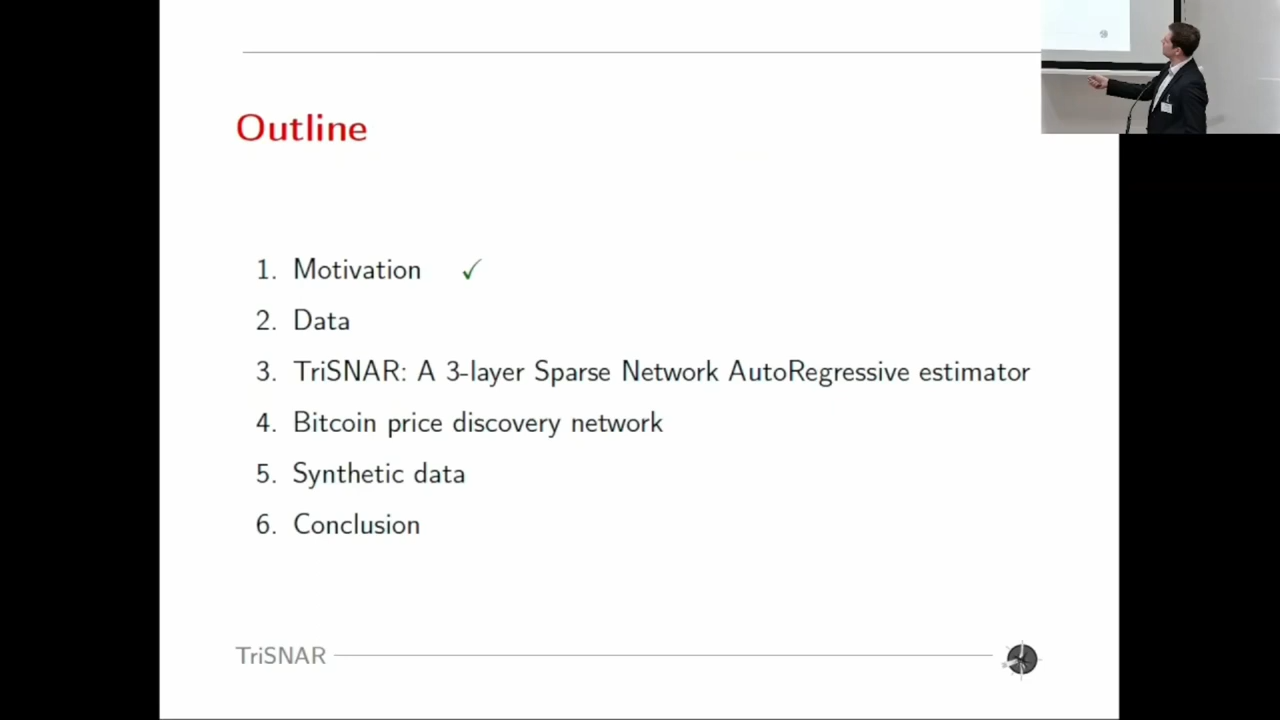 Outline
1. Motivation ✓
2. Data
3. TriSNAR: A 3-layer Sparse Network AutoRegressive estimator
4. Bitcoin price discovery network
5. Synthetic data
6. Conclusion
TriSNAR